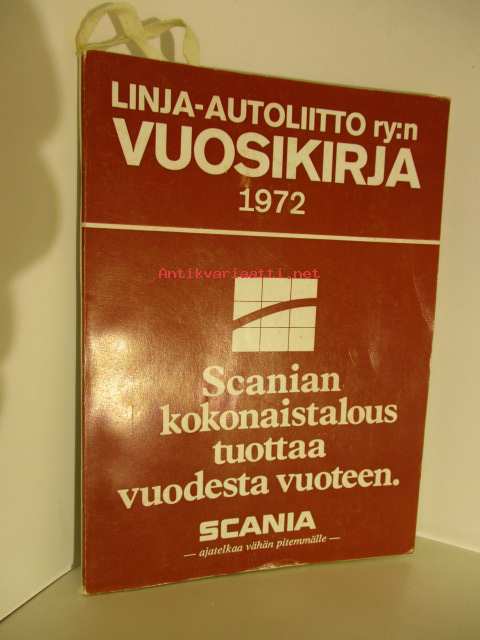 LINJA-AUTOLIITTO ry:n
VUOSIKIRJA
1972
Antikvariaatti.net
Scanian
kokonaistalous
tuottaa
vuodesta vuoteen.
SCANIA
— ajatelkaa vähän pitemmälle —